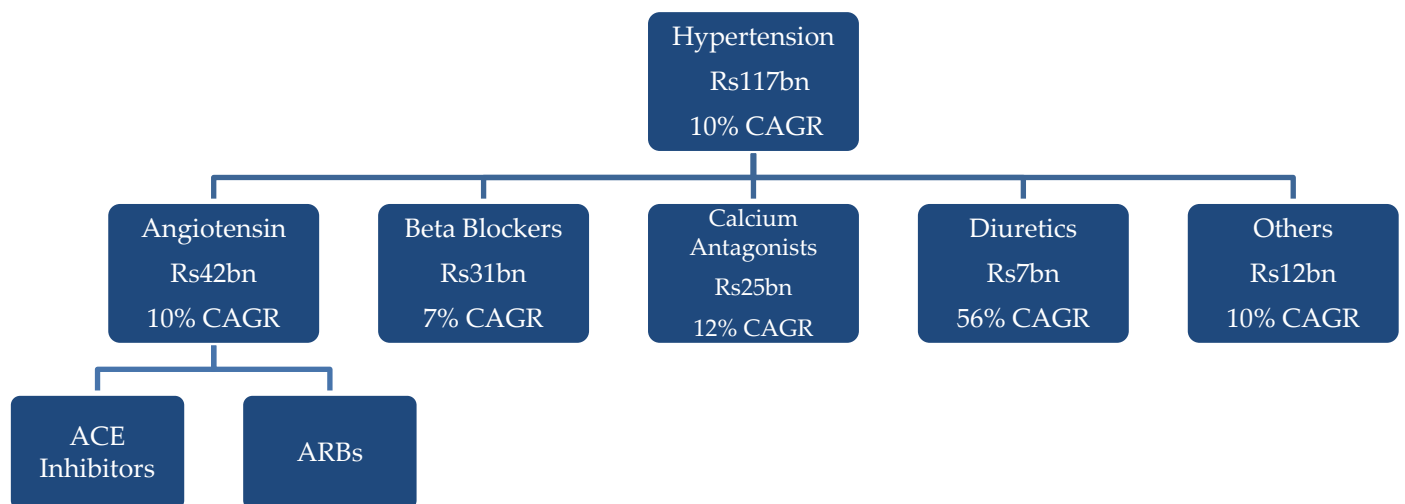 Hypertension
Rs117bn
10% CAGR
Angiotensin
Rs42bn
10% CAGR
Beta Blockers
Rs31bn
7% CAGR
Calcium
Antagonists
Rs25bn
12% CAGR
Diuretics
Rs7bn
56% CAGR
Others
Rs12bn
10% CAGR
ACE
Inhibitors
ARBs